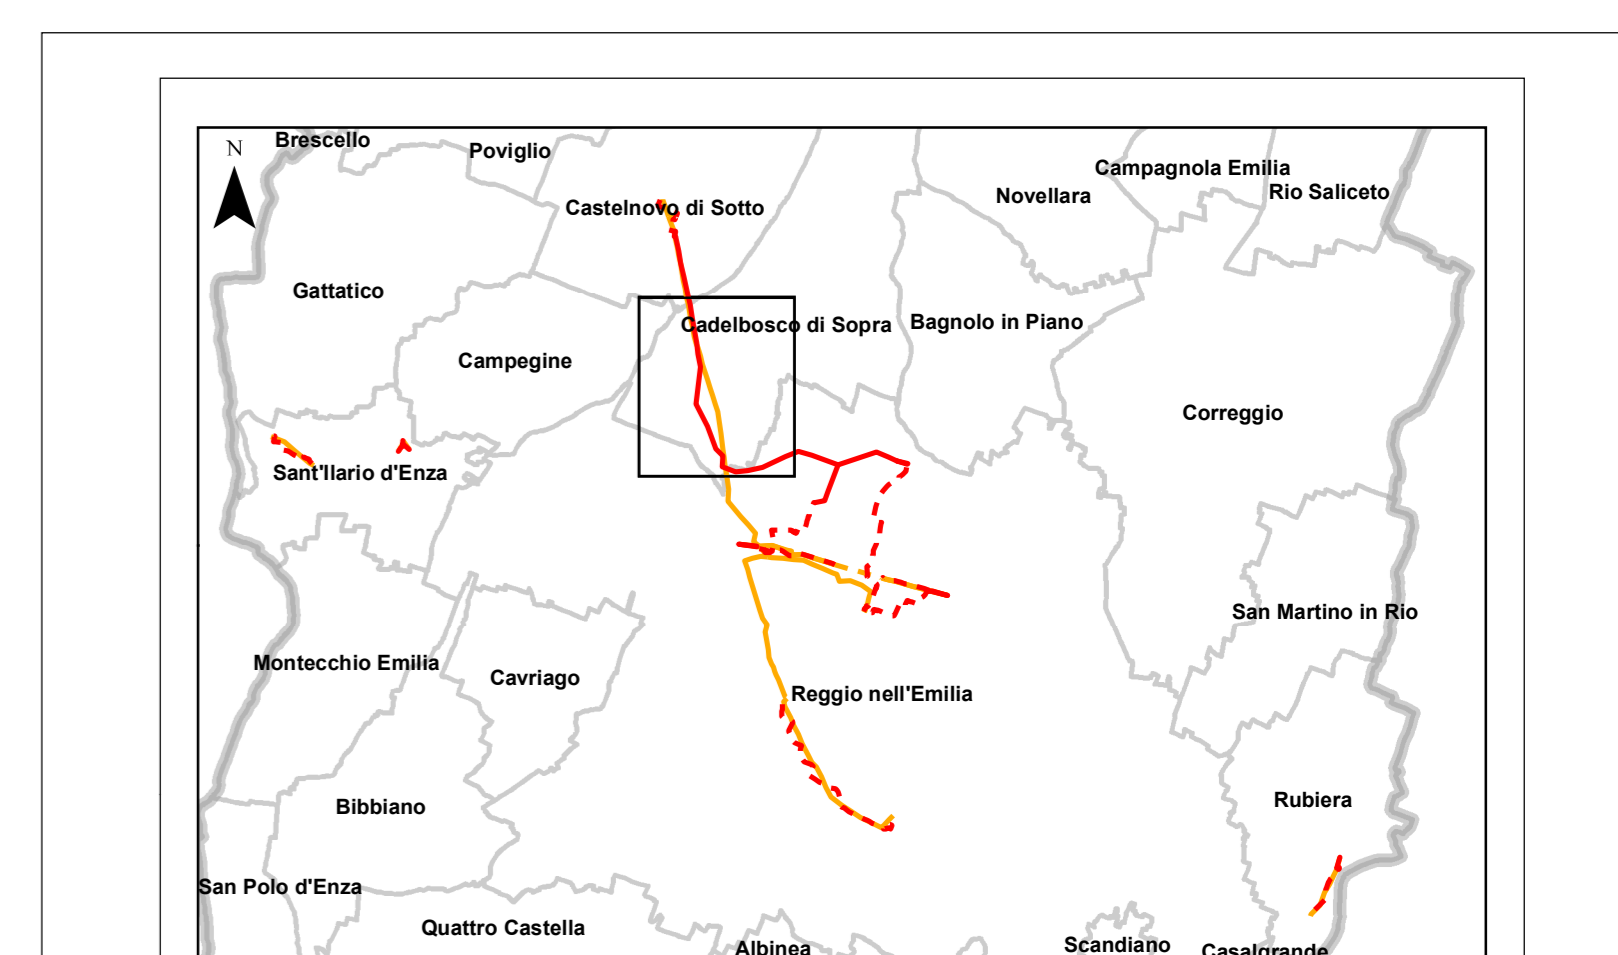 Brescello
N
Poviglio
Campagnola Emilia
Rio Saliceto
Novellara
Castelnovo di Sotto
Gattatico
Cadelbosco di Sopra
Bagnolo in Piano
Campegine
Correggio
Sant'Ilario d'Enza
San Martino in Rio
Montecchio Emilia
Cavriago
Reggio nell'Emilia
Bibbiano
Rubiera
San Polo d'Enza
Quattro Castella
Albinea
Scandiano
Casalgrande